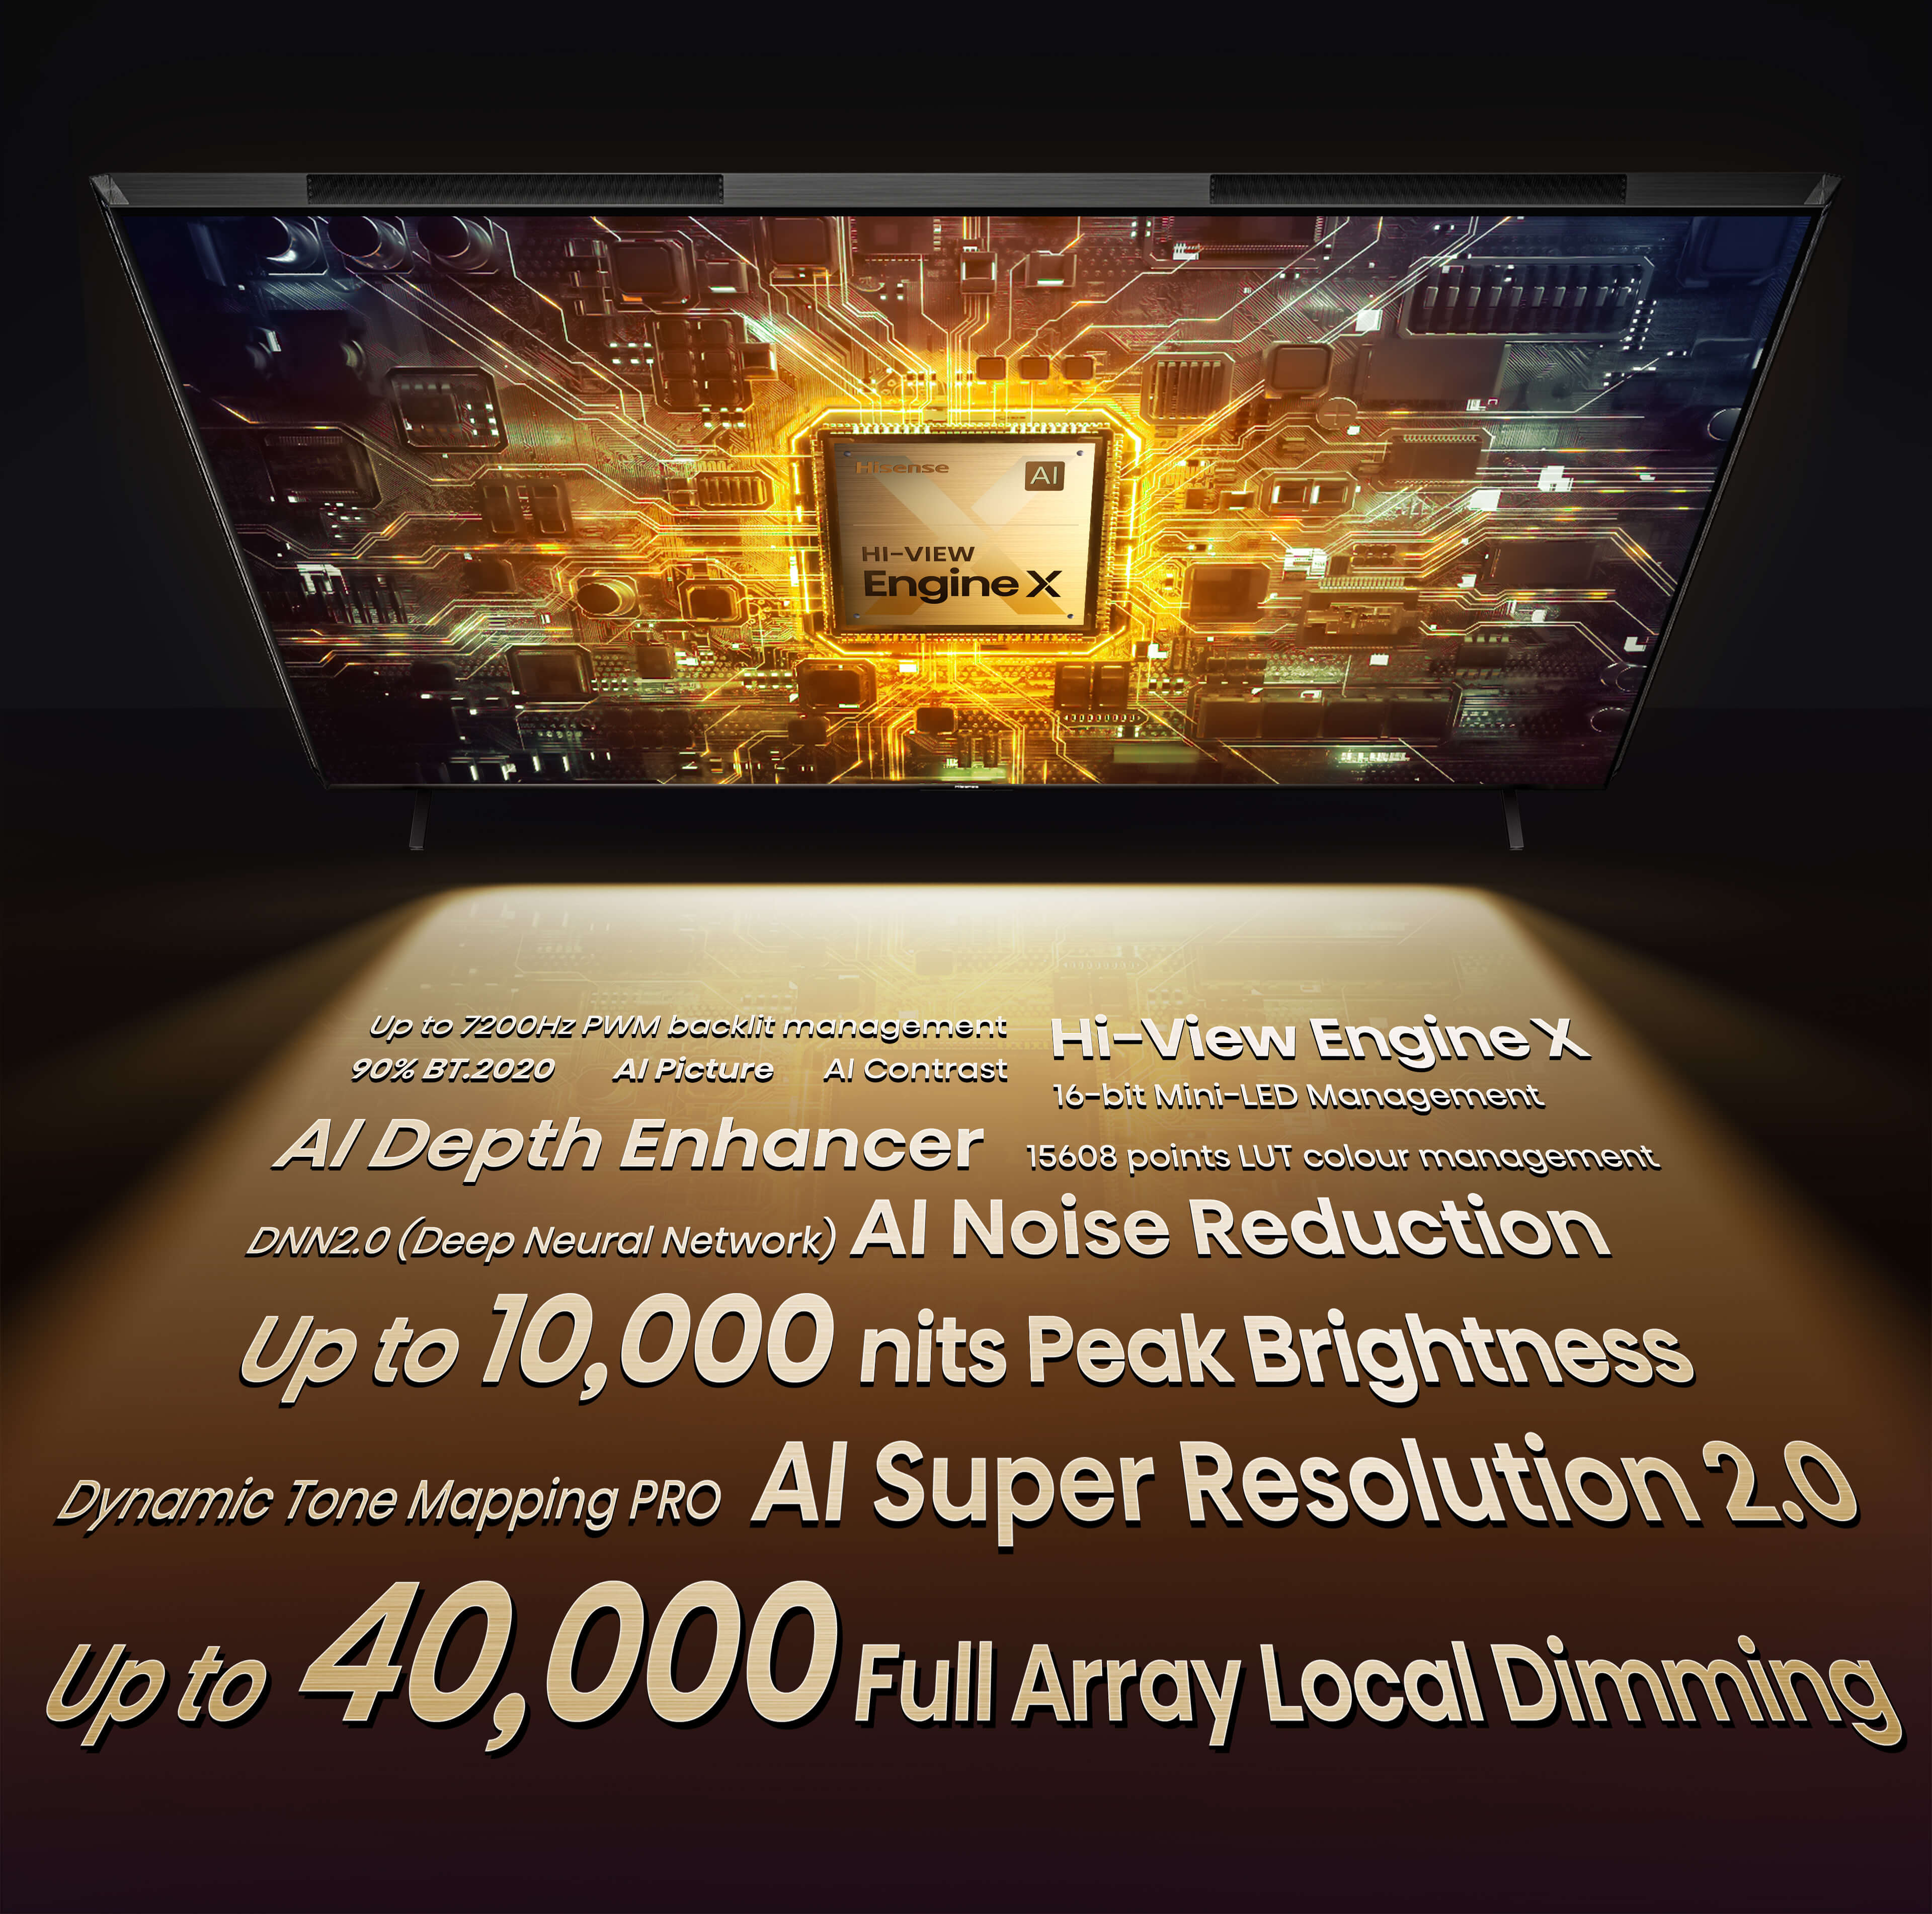 Hisense
AI
HI-VIEW
Engine X
Hisense
Up to 7200Hz PWM backlit management
90% BT.2020 AI Picture AI Contrast
Hi-View Engine X
16-bit Mini-LED Management
AI Depth Enhancer
15608 points LUT colour management
DNN2.0 (Deep Neural Network) AI Noise Reduction
Up to 10,000 nits Peak Brightness
Dynamic Tone Mapping PRO AI Super Resolution 2.0
Up to 40,000 Full Array Local Dimming